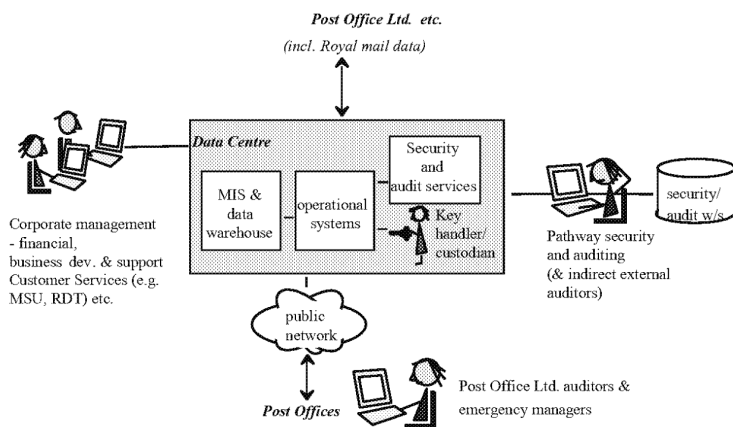 Post Office Ltd. etc.
(incl. Royal mail data)
Data Centre
MIS &
data
warehouse
operational
systems
Security
and
audit services
Key
handler/
custodian
Corporate management
- financial,
business dev. & support
Customer Services (e.g.
MSU, RDT) etc.
Pathway security
and auditing
(& indirect external
auditors)
security/
audit w/s
public
network
Post Offices
Post Office Ltd. auditors &
emergency managers